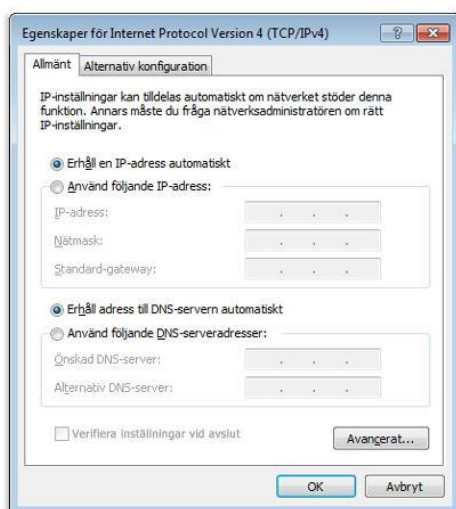 Egenskaper för Internet Protocol Version 4 (TCP/IPv4)
Allmänt
Alternativ konfiguration
IP-inställningar kan tilldelas automatiskt om nätverket stöder denna
funktion. Annars måste du fråga nätverksadministratören om rätt
IP-inställningar.
Erhåll en IP-adress automatiskt
Använd följande IP-adress:
IP-adress:
Nätmask:
Standard-gateway:
Erhåll adress till DNS-servern automatiskt
Använd följande DNS-serveradresser:
Önskad DNS-server:
Alternativ DNS-server:
Verifiera inställningar vid avslut
Avancerat...
OK
Avbryt